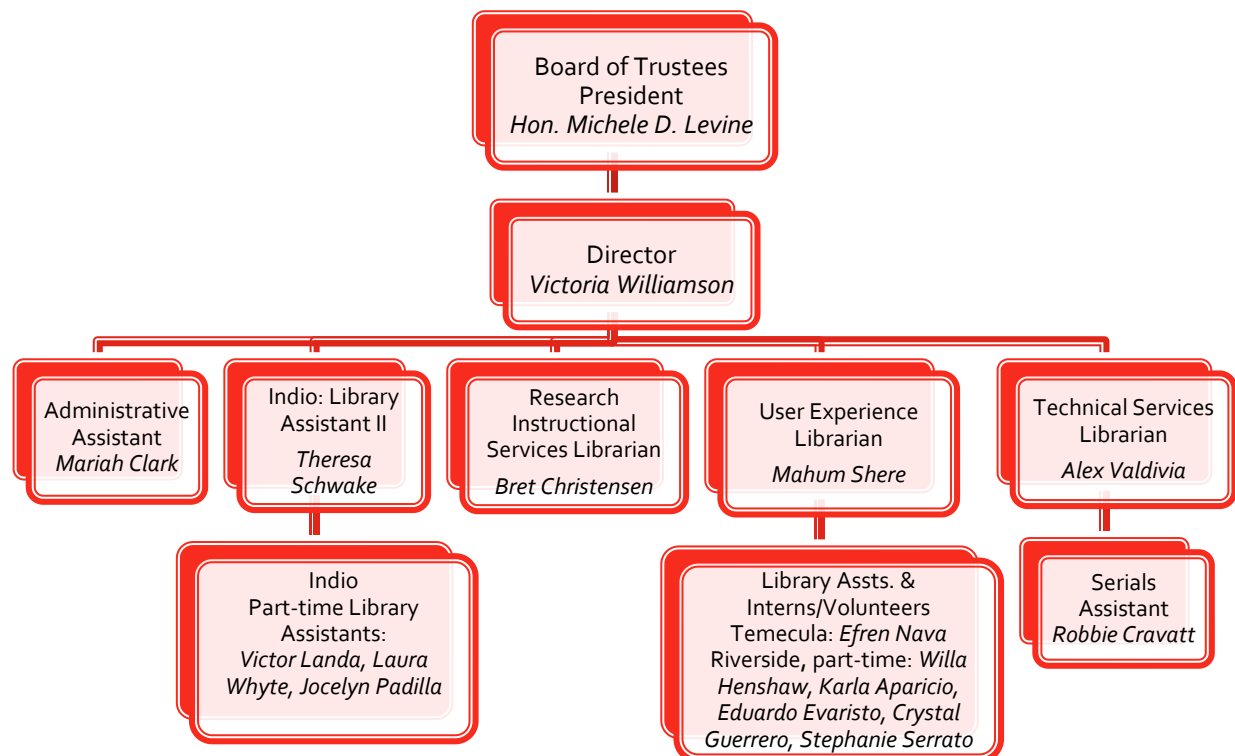 Board of Trustees
President
Hon. Michele D. Levine
Director
Victoria Williamson
Administrative
Assistant
Mariah Clark
Indio: Library
Assistant II
Theresa
Schwake
Research
Instructional
Services Librarian
Bret Christensen
User Experience
Librarian
Mahum Shere
Technical Services
Librarian
Alex Valdivia
Indio
Part-time Library
Assistants:
Victor Landa, Laura
Whyte, Jocelyn Padilla
Library Assts. &
Interns/Volunteers
Temecula: Efren Nava
Riverside, part-time: Willa
Henshaw, Karla Aparicio,
Eduardo Evaristo, Crystal
Guerrero, Stephanie Serrato
Serials
Assistant
Robbie Cravatt